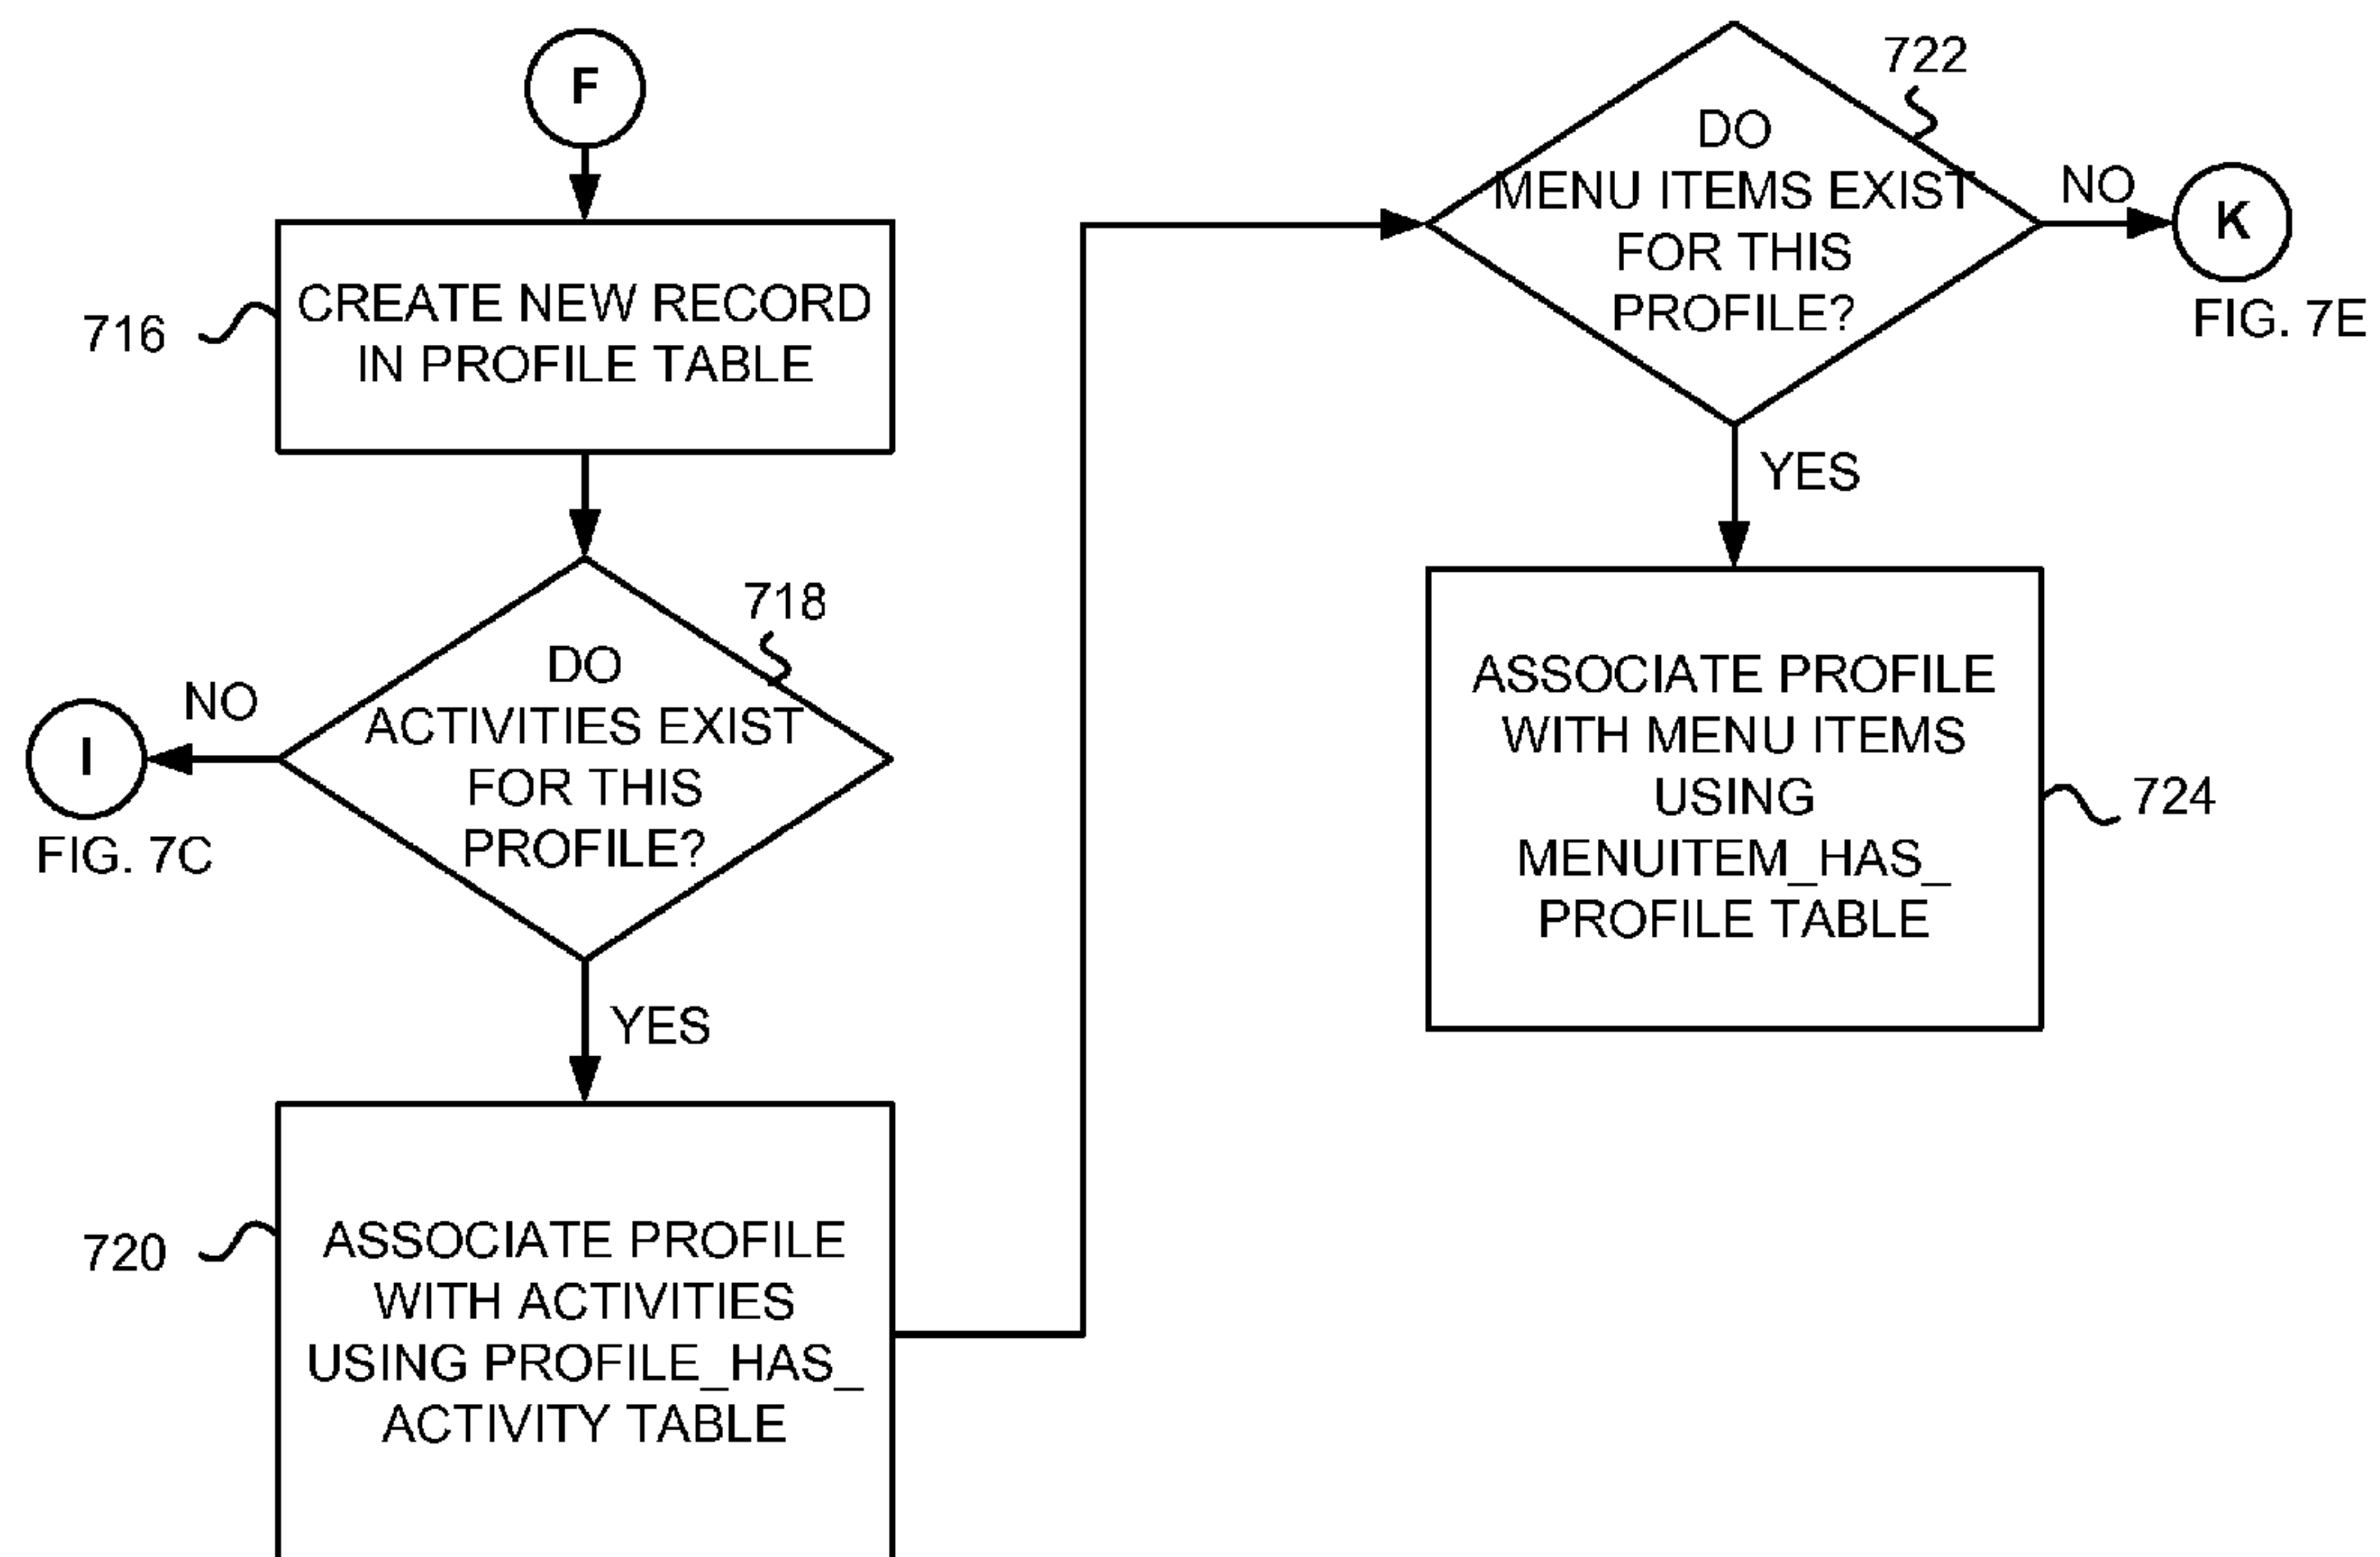 F
716
CREATE NEW RECORD
IN PROFILE TABLE
718
DO
ACTIVITIES EXIST
FOR THIS
PROFILE?
NO
I
FIG. 7C
YES
720
ASSOCIATE PROFILE
WITH ACTIVITIES
USING PROFILE_HAS_
ACTIVITY TABLE
722
DO
MENU ITEMS EXIST
FOR THIS
PROFILE?
NO
K
FIG. 7E
YES
ASSOCIATE PROFILE
WITH MENU ITEMS
USING
MENUITEM_HAS_
PROFILE TABLE
724